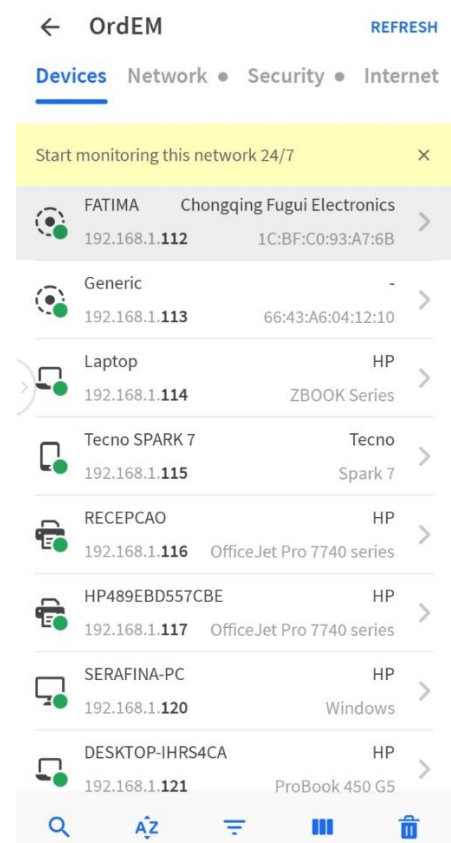 OrdEM REFRESH
Devices Network Security Internet
Start monitoring this network 24/7
FATIMA Chongqing Fugui Electronics
192.168.1.112 1C:BF:C0:93:A7:6B
Generic -
192.168.1.113 66:43:A6:04:12:10
Laptop HP
192.168.1.114 ZBOOK Series
Tecno SPARK 7 Tecno
192.168.1.115 Spark 7
RECEPCAO HP
192.168.1.116 OfficeJet Pro 7740 series
HP489EBD557CBE HP
192.168.1.117 OfficeJet Pro 7740 series
SERAFINA-PC HP
192.168.1.120 Windows
DESKTOP-IHRS4CA HP
192.168.1.121 ProBook 450 G5
AZ